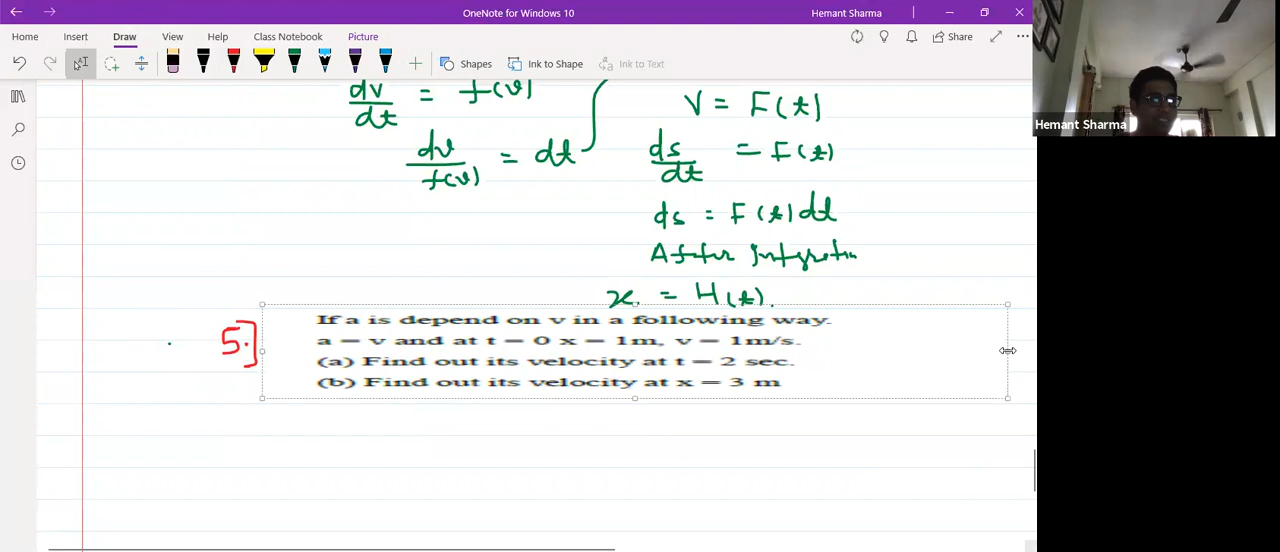 OneNote for Windows 10
Hemant Sharma
Home Insert Draw View Help Class Notebook Picture
Share
Shapes Ink to Shape Ink to Text
dv/dt = f(v)
dv/f(v) = dt
V = F(t)
ds/dt = F(t)
ds = F(t)dt
After Integration
x = H(t).
5.]
If a is depend on v in a following way.
a = v and at t = 0 x = 1m, v = 1m/s.
(a) Find out its velocity at t = 2 sec.
(b) Find out its velocity at x = 3 m
Hemant Sharma